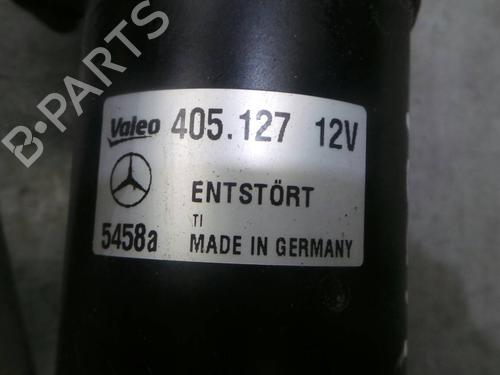 B-PARTS
Valeo 405.127 12V
ENTSTÖRT
TI
5458a MADE IN GERMANY